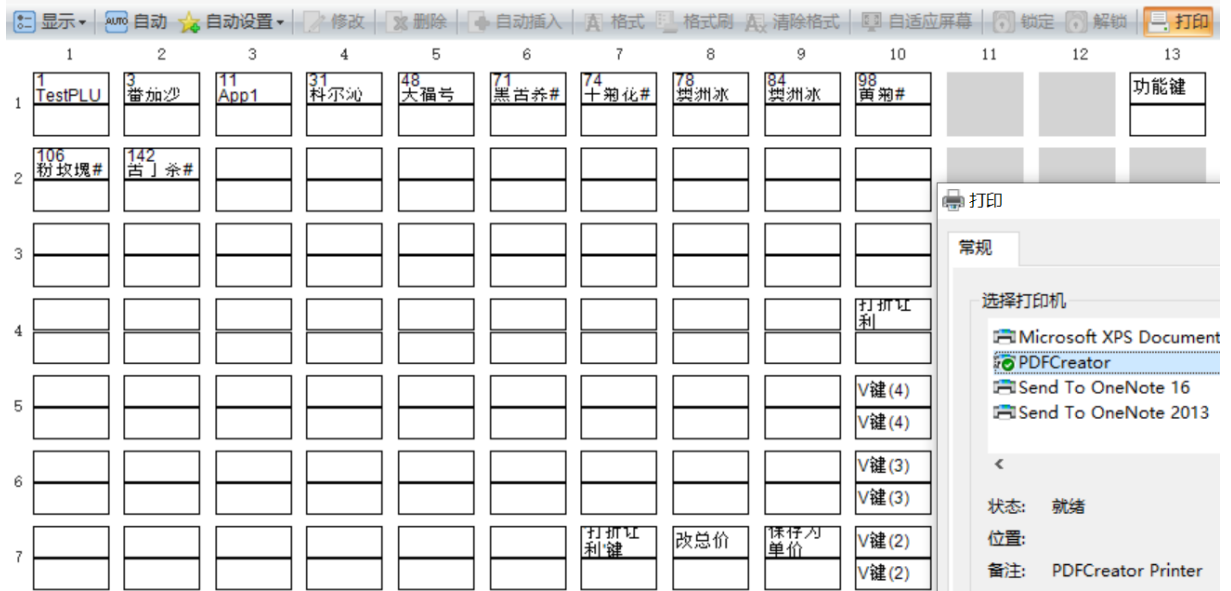 显示 自动 自动设置 修改 删除 自动插入 格式 格式刷 清除格式 自适应屏幕 锁定 解锁 打印
1 2 3 4 5 6 7 8 9 10 11 12 13
1
1 3 11 31 48 71 74 78 84 98
TestPLU 番茄沙 App1 科尔沁 大福号 黑苦荞# 十菊花# 澳洲冰 澳洲冰 黄菊# 功能键
2
106 142
粉玫瑰# 苦丁茶#
打印
常规
3
选择打印机
4
打折让
利
Microsoft XPS Document
PDFCreator
Send To OneNote 16
Send To OneNote 2013
5
V键(4)
V键(4)
6
V键(3)
V键(3)
状态: 就绪
位置:
7
打折让
利键
改总价
保存为
单价
V键(2)
V键(2)
备注: PDFCreator Printer